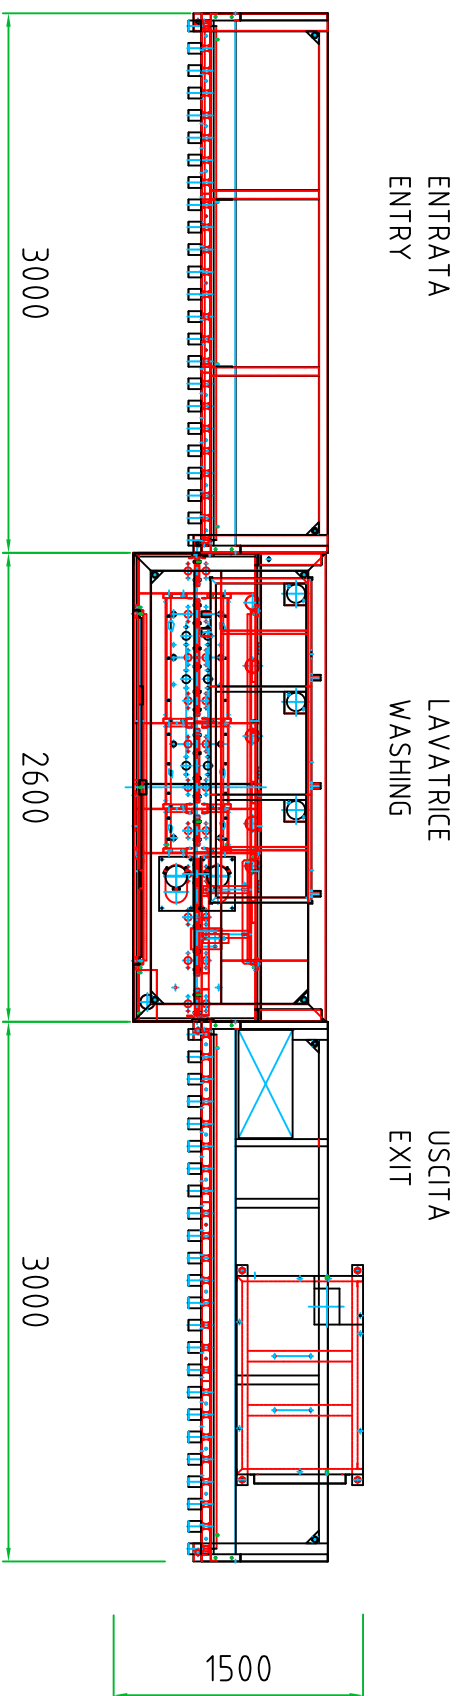 ENTRATA
ENTRY
3000
LAVATRICE
WASHING
2600
USCITA
EXIT
3000
1500